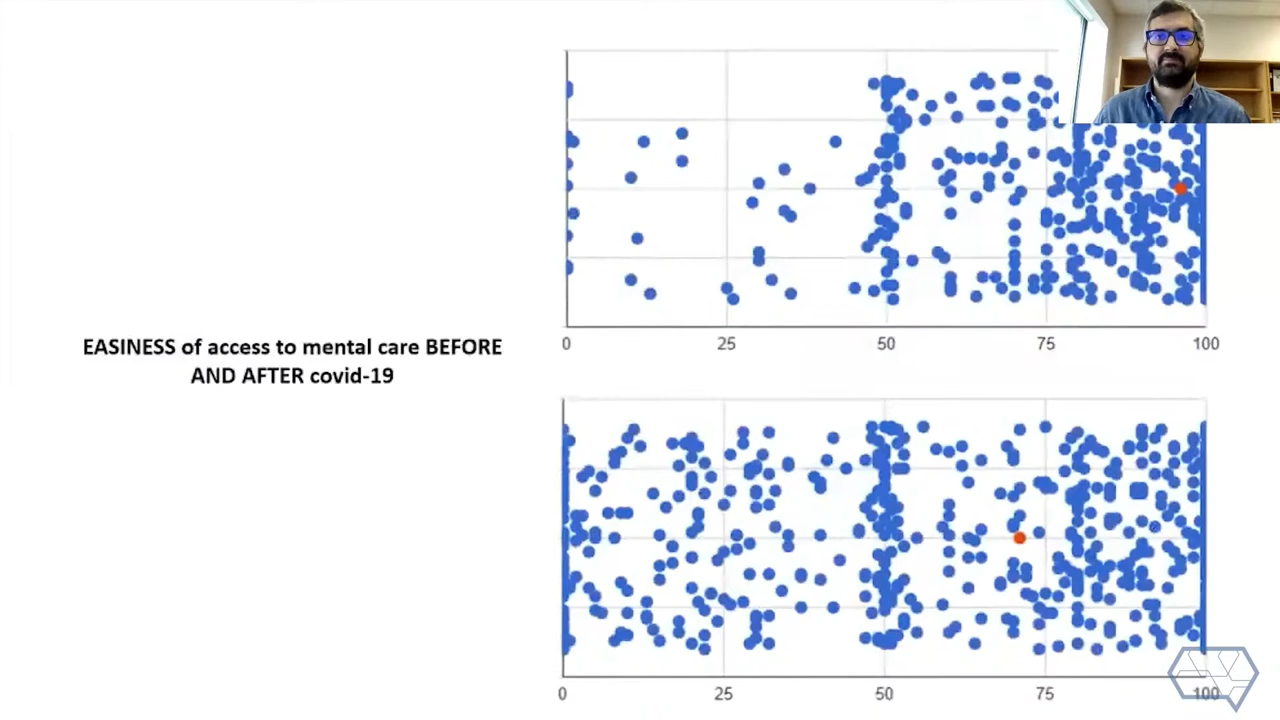 EASINESS of access to mental care BEFORE
AND AFTER covid-19
0 25 50 75 100
0 25 50 75 100